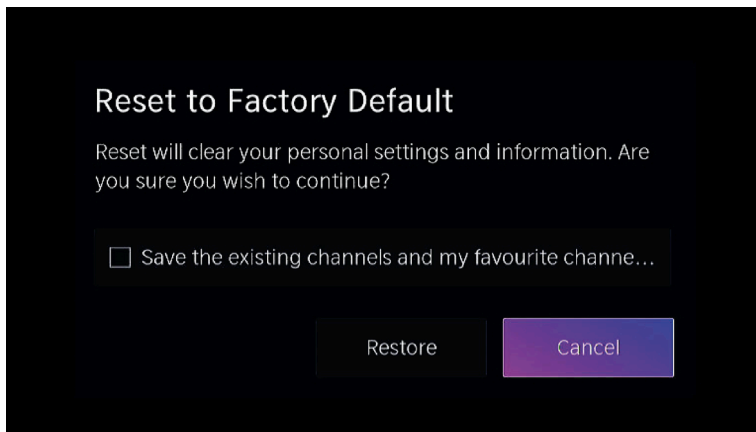 Reset to Factory Default
Reset will clear your personal settings and information. Are
you sure you wish to continue?
Save the existing channels and my favourite channe...
Restore
Cancel